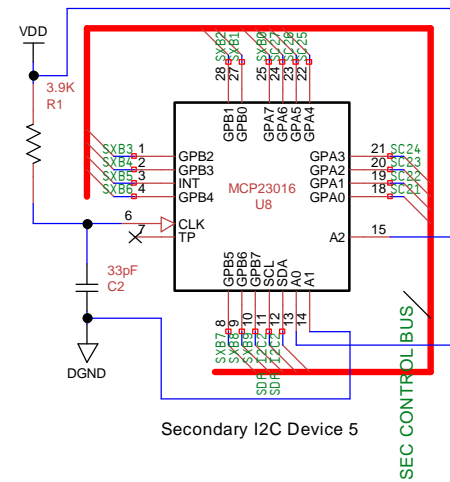 VDD
3.9K
R1
SXB2
SXB1
SXB0
SC27
SC28
SC26
SC25
28
27
25
24
23
22
GPB1
GPB0
GPA7
GPA6
GPA5
GPA4
SXB3 1 GPB2
SXB4 2 GPB3
SXB5 3 INT
SXB6 4 GPB4
MCP23016
U8
GPA3 21 SC24
GPA2 20 SC23
GPA1 19 SC22
GPA0 18 SC21
6 CLK
7 TP
A2 15
33pF
C2
GPB5
GPB6
GPB7
SCL
SDA
A0
A1
8
9
10
11
12
13
14
SXB7
SXB8
SXB9
DGND
SEC CONTROL BUS
Secondary I2C Device 5